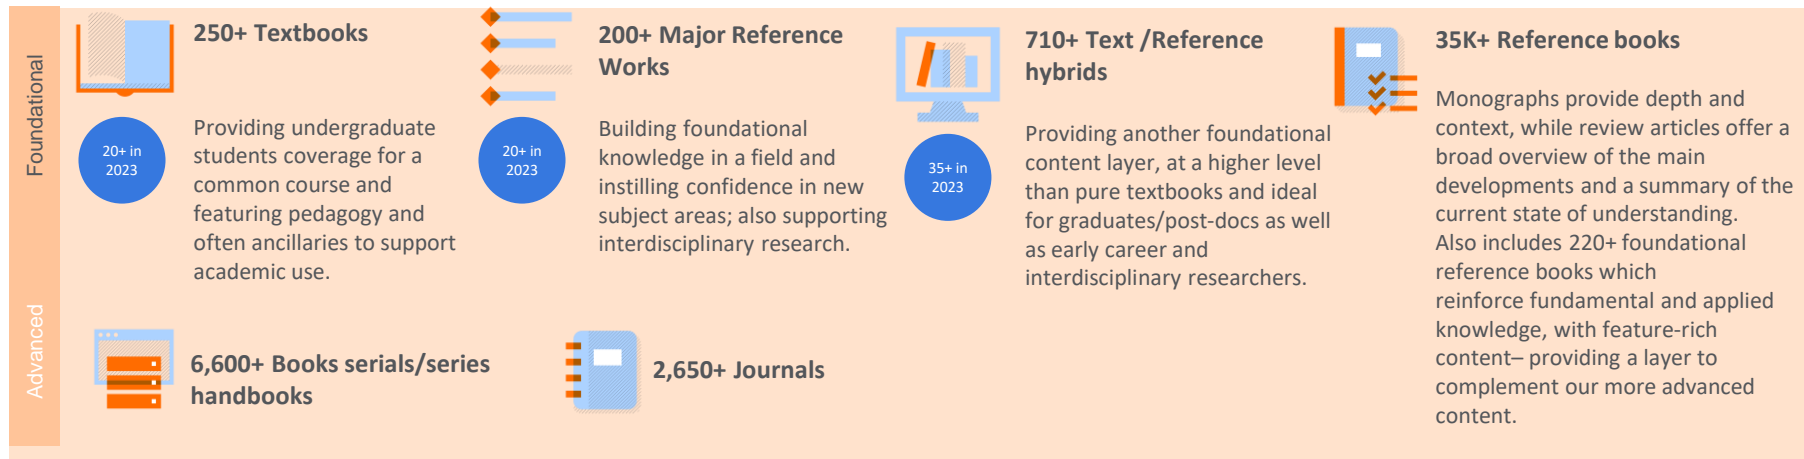 Foundational
250+ Textbooks
20+ in
2023
Providing undergraduate
students coverage for a
common course and
featuring pedagogy and
often ancillaries to support
academic use.
200+ Major Reference
Works
20+ in
2023
Building foundational
knowledge in a field and
instilling confidence in new
subject areas; also supporting
interdisciplinary research.
710+ Text /Reference
hybrids
35+ in
2023
Providing another foundational
content layer, at a higher level
than pure textbooks and ideal
for graduates/post-docs as well
as early career and
interdisciplinary researchers.
35K+ Reference books
Monographs provide depth and
context, while review articles offer a
broad overview of the main
developments and a summary of the
current state of understanding.
Also includes 220+ foundational
reference books which
reinforce fundamental and applied
knowledge, with feature-rich
content– providing a layer to
complement our more advanced
content.
Advanced
6,600+ Books serials/series
handbooks
2,650+ Journals